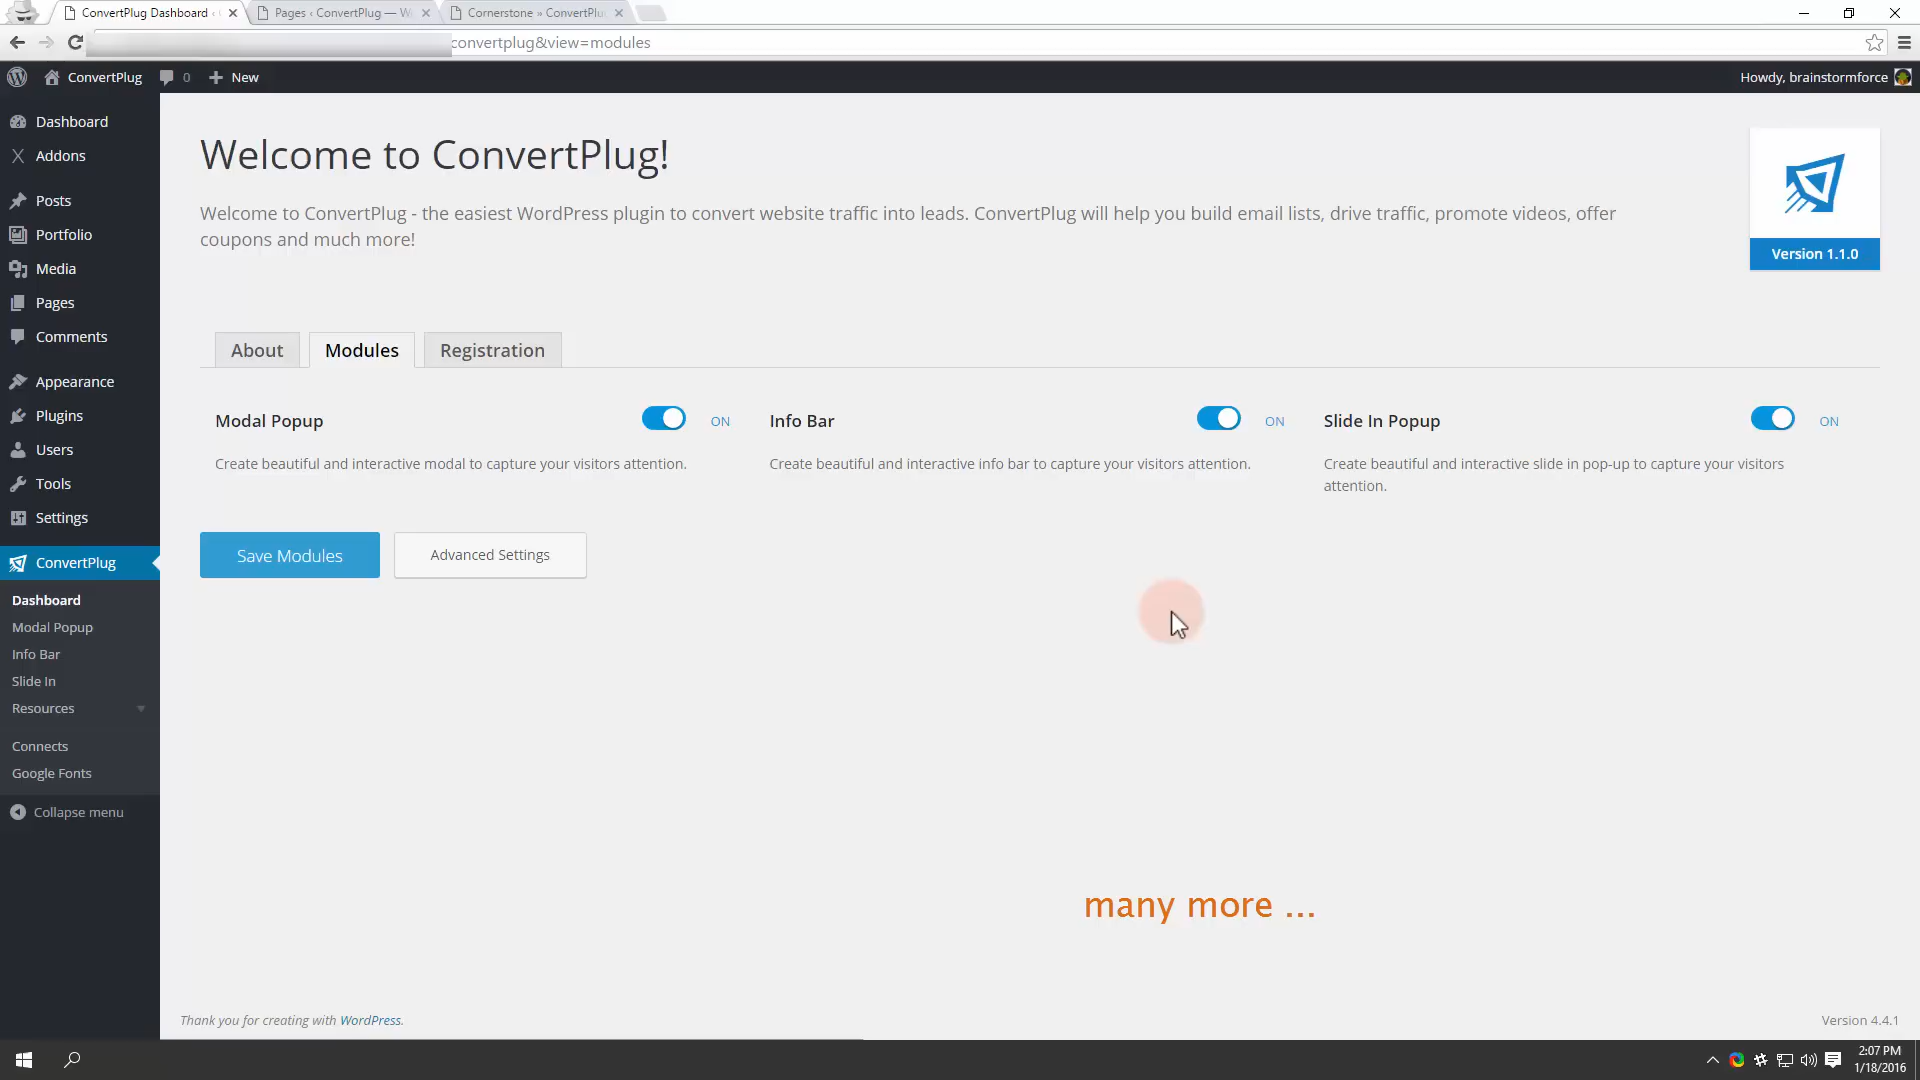 ConvertPlug Dashboard ‹
Pages ‹ ConvertPlug — W
Cornerstone » ConvertPlu
convertplug&view=modules
ConvertPlug
0
New
Howdy, brainstormforce
Dashboard
Addons
Posts
Portfolio
Media
Pages
Comments
Appearance
Plugins
Users
Tools
Settings
ConvertPlug
Dashboard
Modal Popup
Info Bar
Slide In
Resources
Connects
Google Fonts
Collapse menu
Welcome to ConvertPlug!
Welcome to ConvertPlug - the easiest WordPress plugin to convert website traffic into leads. ConvertPlug will help you build email lists, drive traffic, promote videos, offer
coupons and much more!
Version 1.1.0
About
Modules
Registration
Modal Popup
ON
Create beautiful and interactive modal to capture your visitors attention.
Info Bar
ON
Create beautiful and interactive info bar to capture your visitors attention.
Slide In Popup
ON
Create beautiful and interactive slide in pop-up to capture your visitors
attention.
Save Modules
Advanced Settings
many more ...
Thank you for creating with WordPress.
Version 4.4.1
2:07 PM
1/18/2016